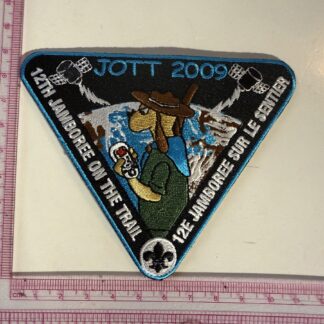 JOTT 2009
12TH JAMBOREE ON THE TRAIL
12E JAMBOREE SUR LE SENTIER